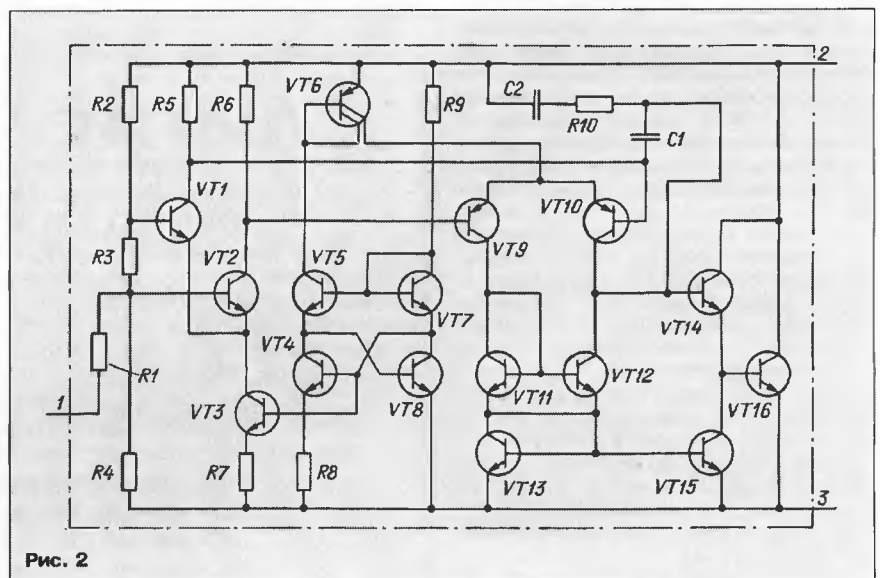 2
C2
VT6
R2
R5
R6
R9
R10
C1
VT1
VT10
R3
VT2
VT5
VT9
VT7
VT14
VT4
R1
VT12
VT16
1
VT3
VT8
VT11
R4
R7
R8
VT13
VT15
3
Рис. 2